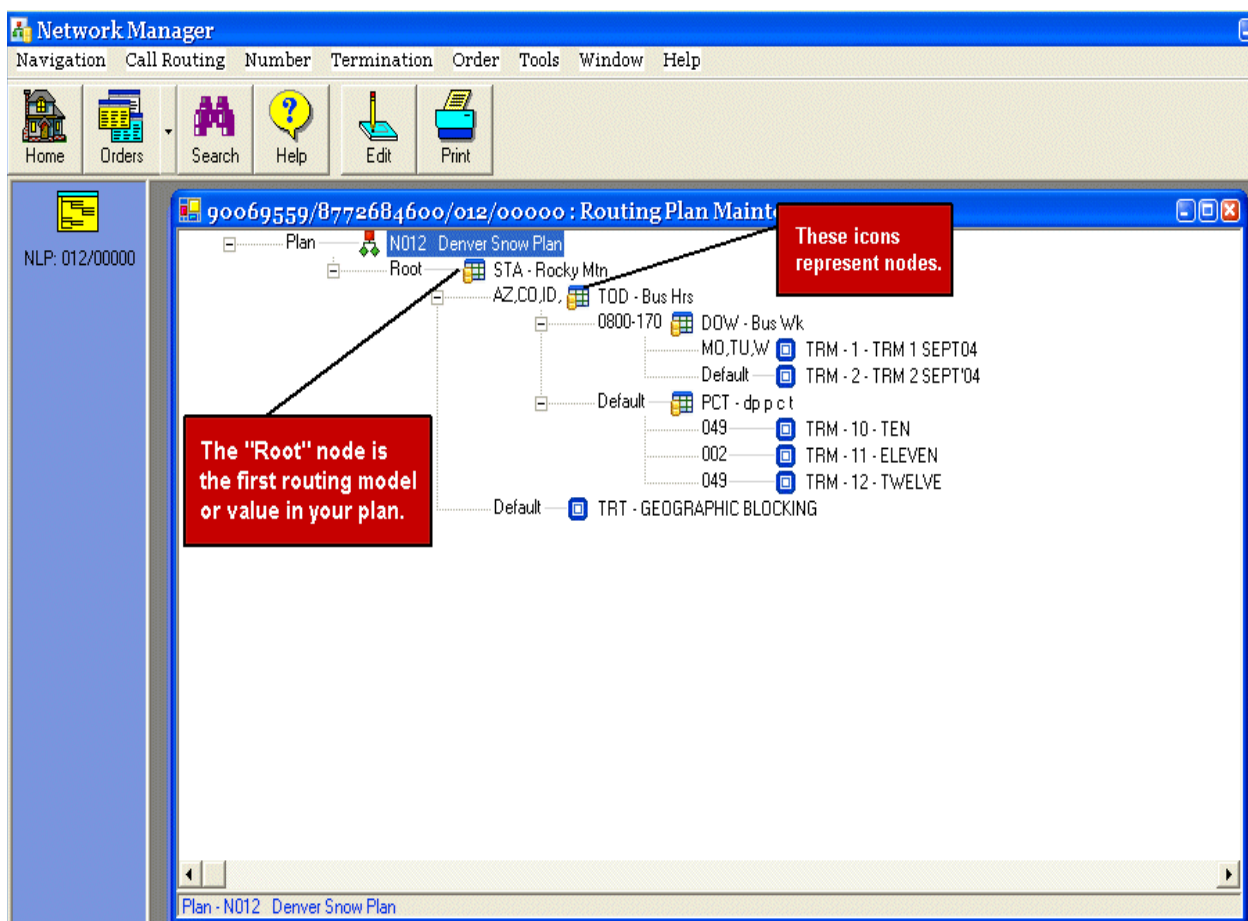 Network Manager
Navigation Call Routing Number Termination Order Tools Window Help
Home Orders Search Help Edit Print
NLP: 012/00000
90069559/8772684600/012/00000 : Routing Plan Maint
These icons
represent nodes.
Plan N012 Denver Snow Plan
Root STA - Rocky Mtn
AZ,CO,ID, TOD - Bus Hrs
0800-170 DOW - Bus Wk
MO,TU,W TRM - 1 - TRM 1 SEPT04
Default TRM - 2 - TRM 2 SEPT'04
Default PCT - dp p c t
049 TRM - 10 - TEN
002 TRM - 11 - ELEVEN
049 TRM - 12 - TWELVE
Default TRT - GEOGRAPHIC BLOCKING
The "Root" node is
the first routing model
or value in your plan.
Plan - N012 Denver Snow Plan